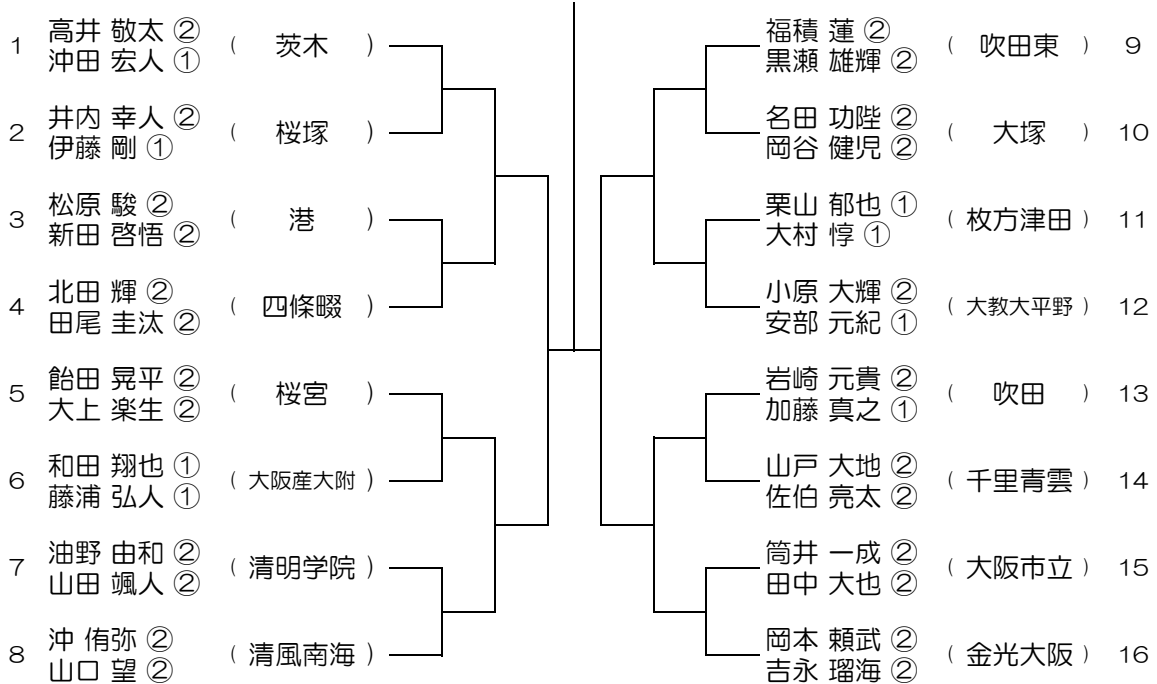 1 高井 敬太 ② ( 茨木 )
沖田 宏人 ①
2 井内 幸人 ② ( 桜塚 )
伊藤 剛 ①
3 松原 駿 ② ( 港 )
新田 啓悟 ②
4 北田 輝 ② ( 四條畷 )
田尾 圭汰 ②
5 飴田 晃平 ② ( 桜宮 )
大上 楽生 ②
6 和田 翔也 ① ( 大阪産大附 )
藤浦 弘人 ①
7 油野 由和 ② ( 清明学院 )
山田 颯人 ②
8 沖 侑弥 ② ( 清風南海 )
山口 望 ②
福積 蓮 ② ( 吹田東 ) 9
黒瀬 雄輝 ②
名田 功陛 ② ( 大塚 ) 10
岡谷 健児 ②
栗山 郁也 ① ( 枚方津田 ) 11
大村 惇 ①
小原 大輝 ② ( 大教大平野 ) 12
安部 元紀 ①
岩崎 元貴 ② ( 吹田 ) 13
加藤 真之 ①
山戸 大地 ② ( 千里青雲 ) 14
佐伯 亮太 ②
筒井 一成 ② ( 大阪市立 ) 15
田中 大也 ②
岡本 頼武 ② ( 金光大阪 ) 16
吉永 瑠海 ②